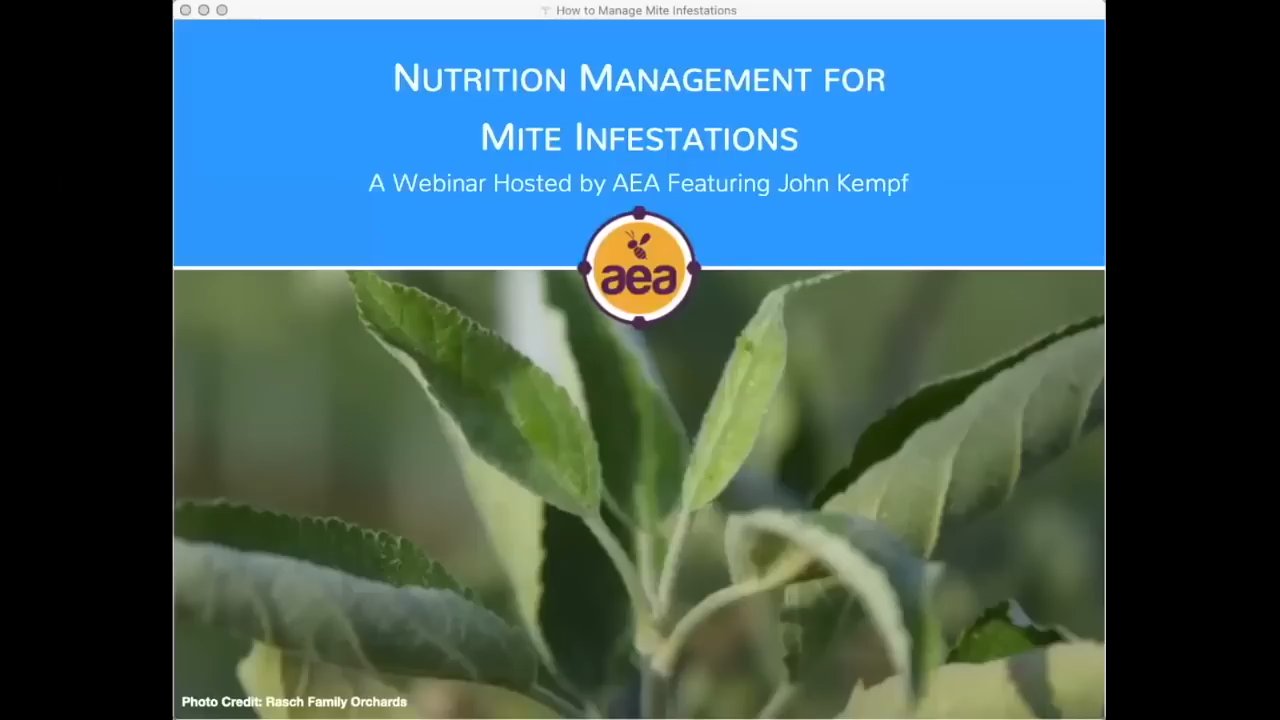 How to Manage Mite Infestations
Nutrition Management for
Mite Infestations
A Webinar Hosted by AEA Featuring John Kempf
aea
Photo Credit: Rasch Family Orchards